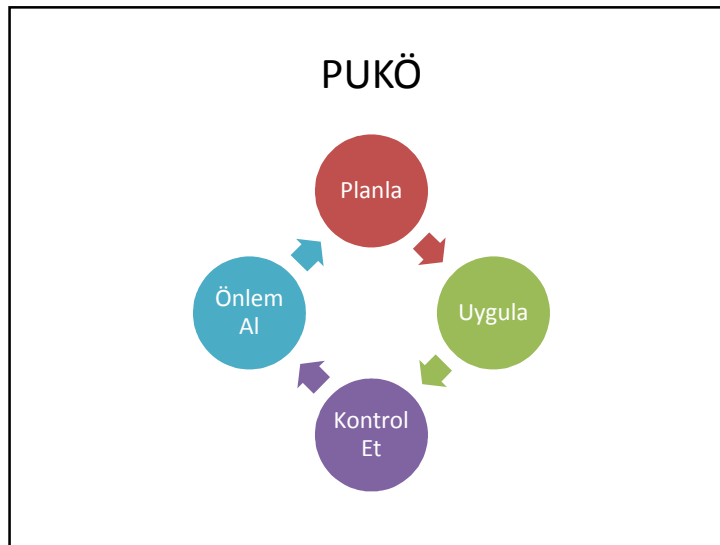 PUKÖ
Planla
Uygula
Kontrol
Et
Önlem
Al